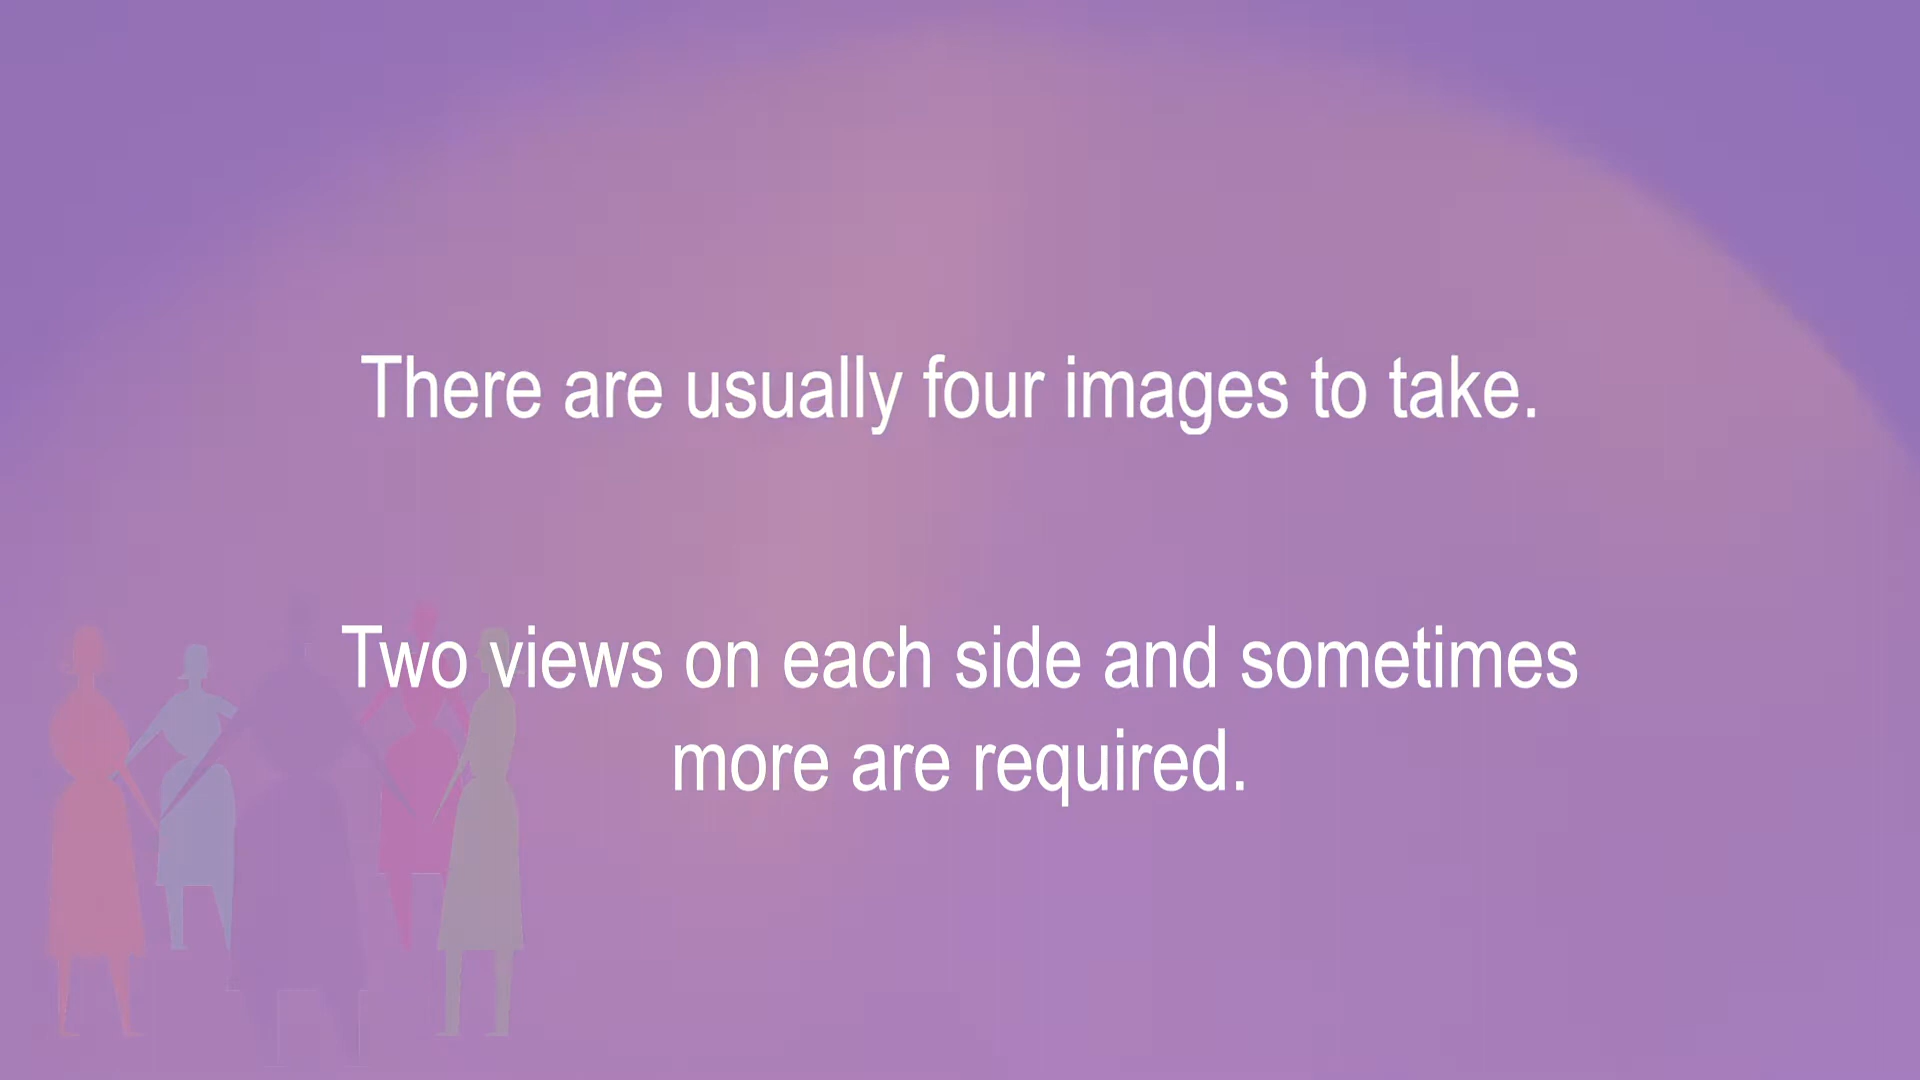 There are usually four images to take.
Two views on each side and sometimes
more are required.